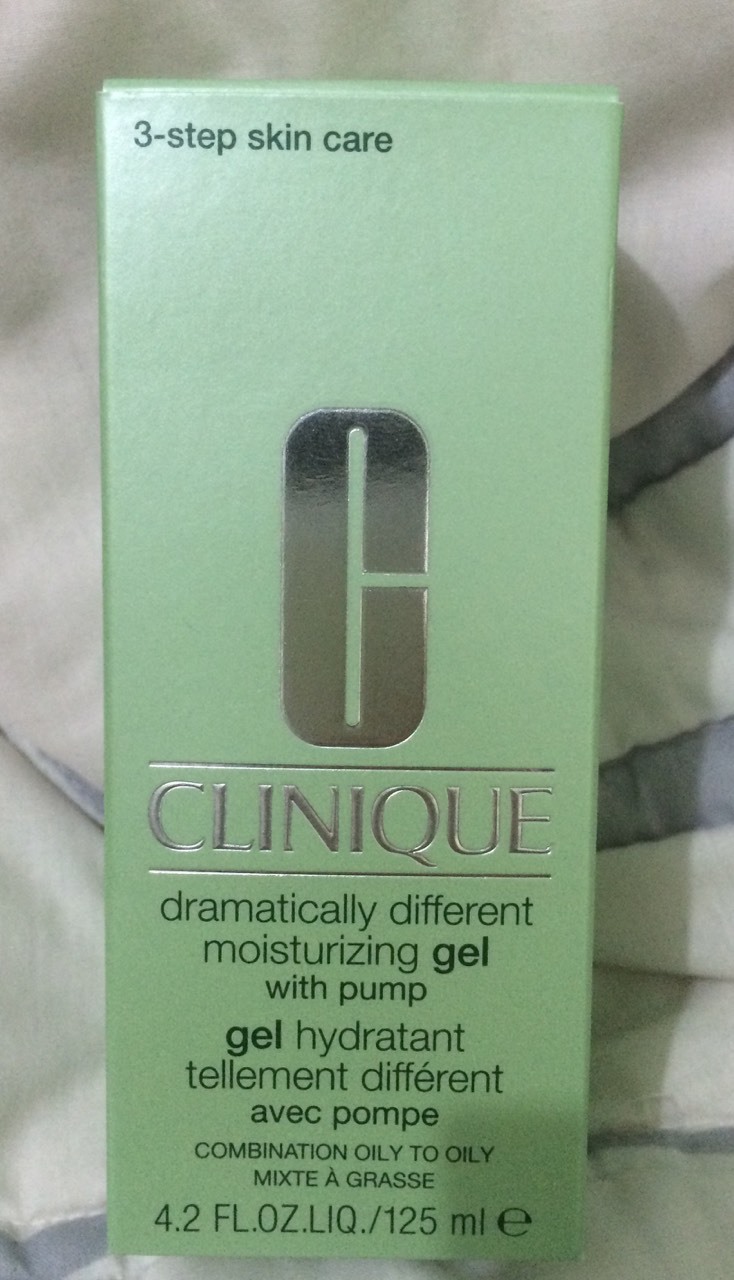 3-step skin care
C
CLINIQUE
dramatically different
moisturizing gel
with pump
gel hydratant
tellement différent
avec pompe
COMBINATION OILY TO OILY
MIXTE À GRASSE
4.2 FL.OZ.LIQ./125 ml ℮